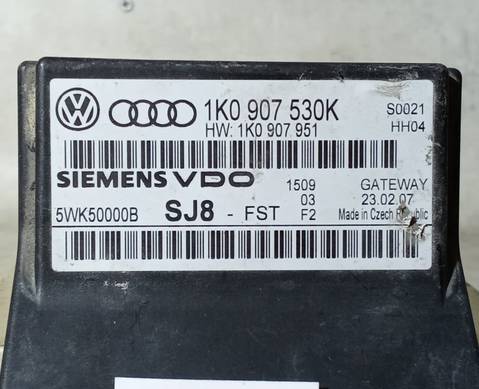 1K0 907 530K S0021
HW: 1K0 907 951 HH04
SIEMENS VDO 1509 GATEWAY
5WK50000B SJ8 - FST 03 23.02.07
F2 Made in Czech Republic